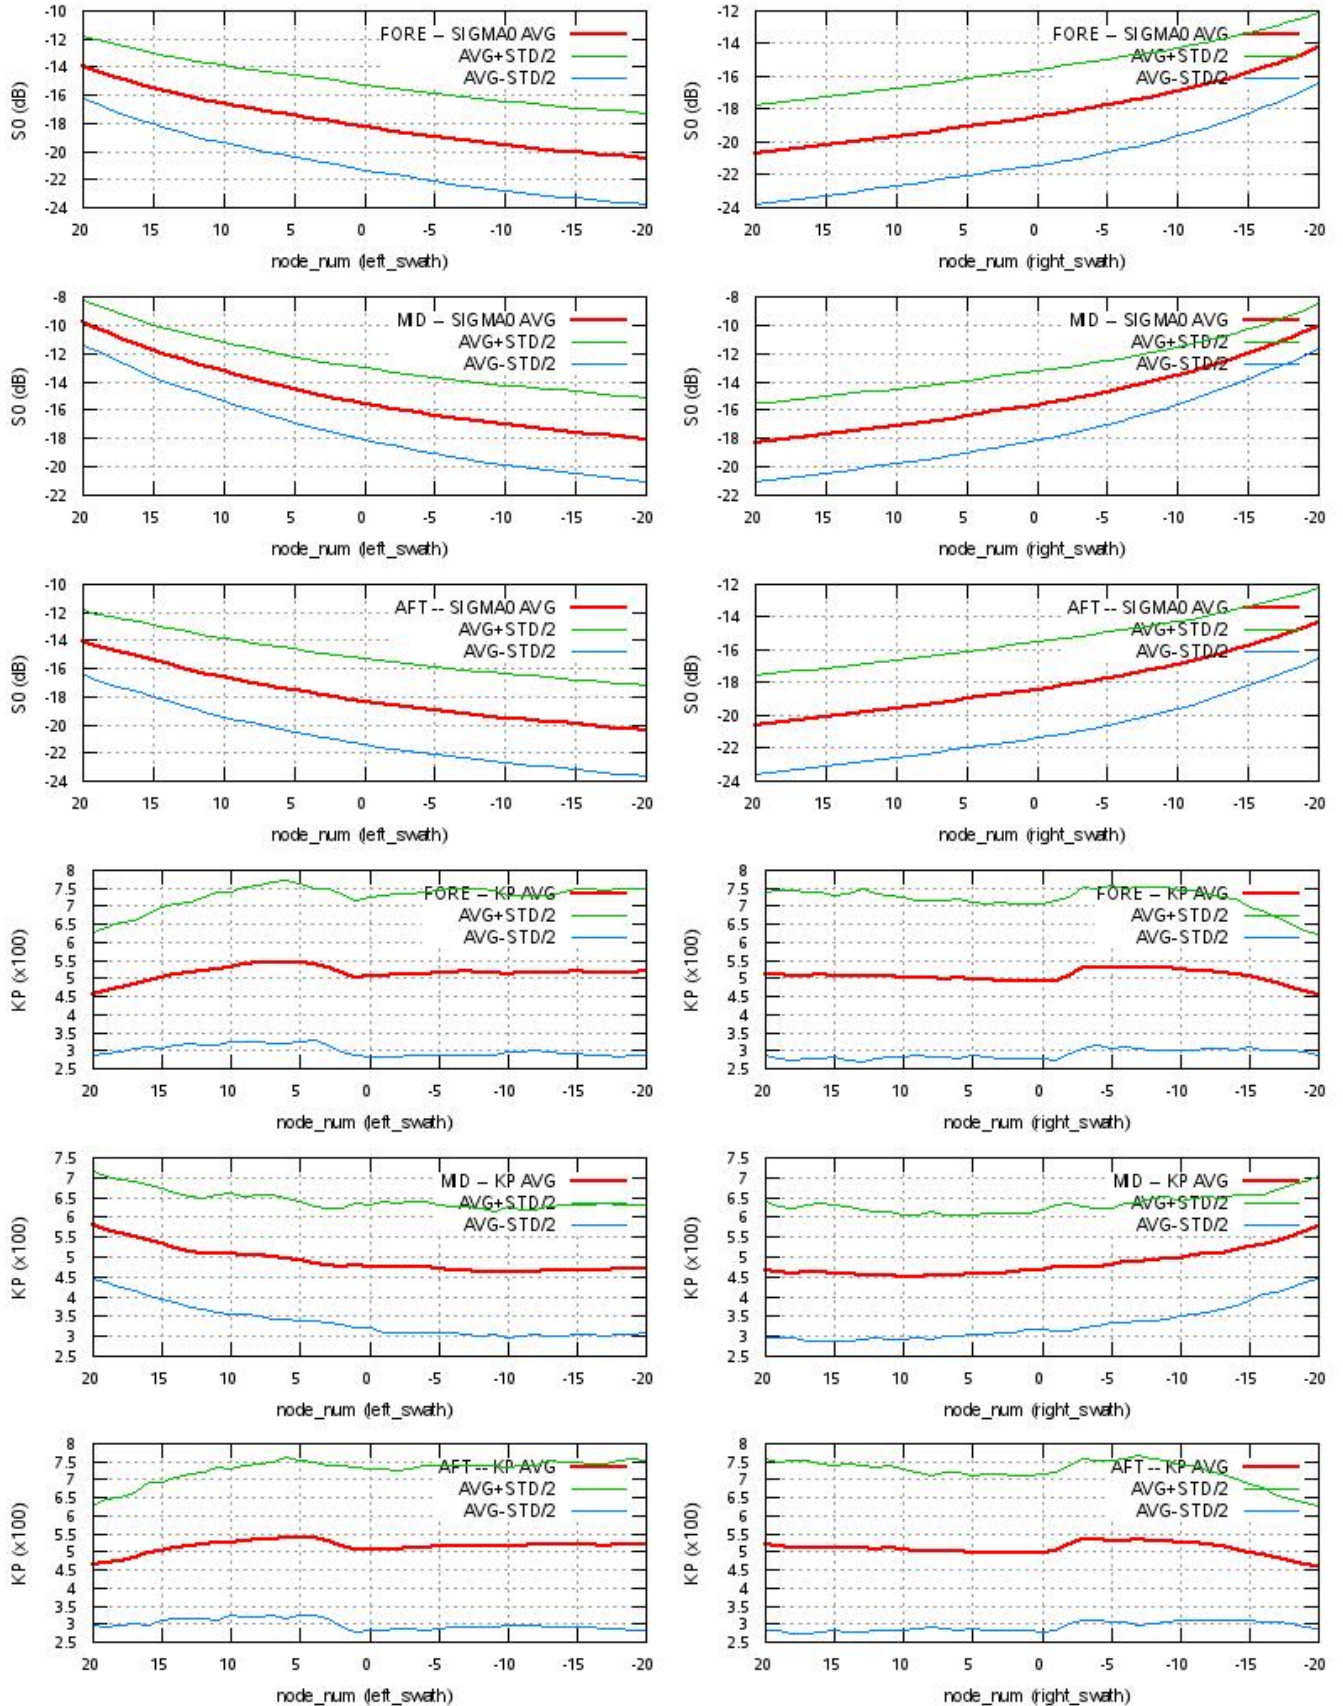 -10
-12
-14
-16
-18
-20
-22
-24
S0 (dB)
FORE -- SIGMA0 AVG
AVG+STD/2
AVG-STD/2
20 15 10 5 0 -5 -10 -15 -20
node_num (left_swath)
-12
-14
-16
-18
-20
-22
-24
S0 (dB)
FORE -- SIGMA0 AVG
AVG+STD/2
AVG-STD/2
20 15 10 5 0 -5 -10 -15 -20
node_num (right_swath)
-8
-10
-12
-14
-16
-18
-20
-22
S0 (dB)
MID -- SIGMA0 AVG
AVG+STD/2
AVG-STD/2
20 15 10 5 0 -5 -10 -15 -20
node_num (left_swath)
-8
-10
-12
-14
-16
-18
-20
-22
S0 (dB)
MID -- SIGMA0 AVG
AVG+STD/2
AVG-STD/2
20 15 10 5 0 -5 -10 -15 -20
node_num (right_swath)
-10
-12
-14
-16
-18
-20
-22
-24
S0 (dB)
AFT -- SIGMA0 AVG
AVG+STD/2
AVG-STD/2
20 15 10 5 0 -5 -10 -15 -20
node_num (left_swath)
-12
-14
-16
-18
-20
-22
-24
S0 (dB)
AFT -- SIGMA0 AVG
AVG+STD/2
AVG-STD/2
20 15 10 5 0 -5 -10 -15 -20
node_num (right_swath)
8
7.5
7
6.5
6
5.5
5
4.5
4
3.5
3
2.5
KP (x100)
FORE -- KP AVG
AVG+STD/2
AVG-STD/2
20 15 10 5 0 -5 -10 -15 -20
node_num (left_swath)
8
7.5
7
6.5
6
5.5
5
4.5
4
3.5
3
2.5
KP (x100)
FORE -- KP AVG
AVG+STD/2
AVG-STD/2
20 15 10 5 0 -5 -10 -15 -20
node_num (right_swath)
7.5
7
6.5
6
5.5
5
4.5
4
3.5
3
2.5
KP (x100)
MID -- KP AVG
AVG+STD/2
AVG-STD/2
20 15 10 5 0 -5 -10 -15 -20
node_num (left_swath)
7.5
7
6.5
6
5.5
5
4.5
4
3.5
3
2.5
KP (x100)
MID -- KP AVG
AVG+STD/2
AVG-STD/2
20 15 10 5 0 -5 -10 -15 -20
node_num (right_swath)
8
7.5
7
6.5
6
5.5
5
4.5
4
3.5
3
2.5
KP (x100)
AFT -- KP AVG
AVG+STD/2
AVG-STD/2
20 15 10 5 0 -5 -10 -15 -20
node_num (left_swath)
8
7.5
7
6.5
6
5.5
5
4.5
4
3.5
3
2.5
KP (x100)
AFT -- KP AVG
AVG+STD/2
AVG-STD/2
20 15 10 5 0 -5 -10 -15 -20
node_num (right_swath)